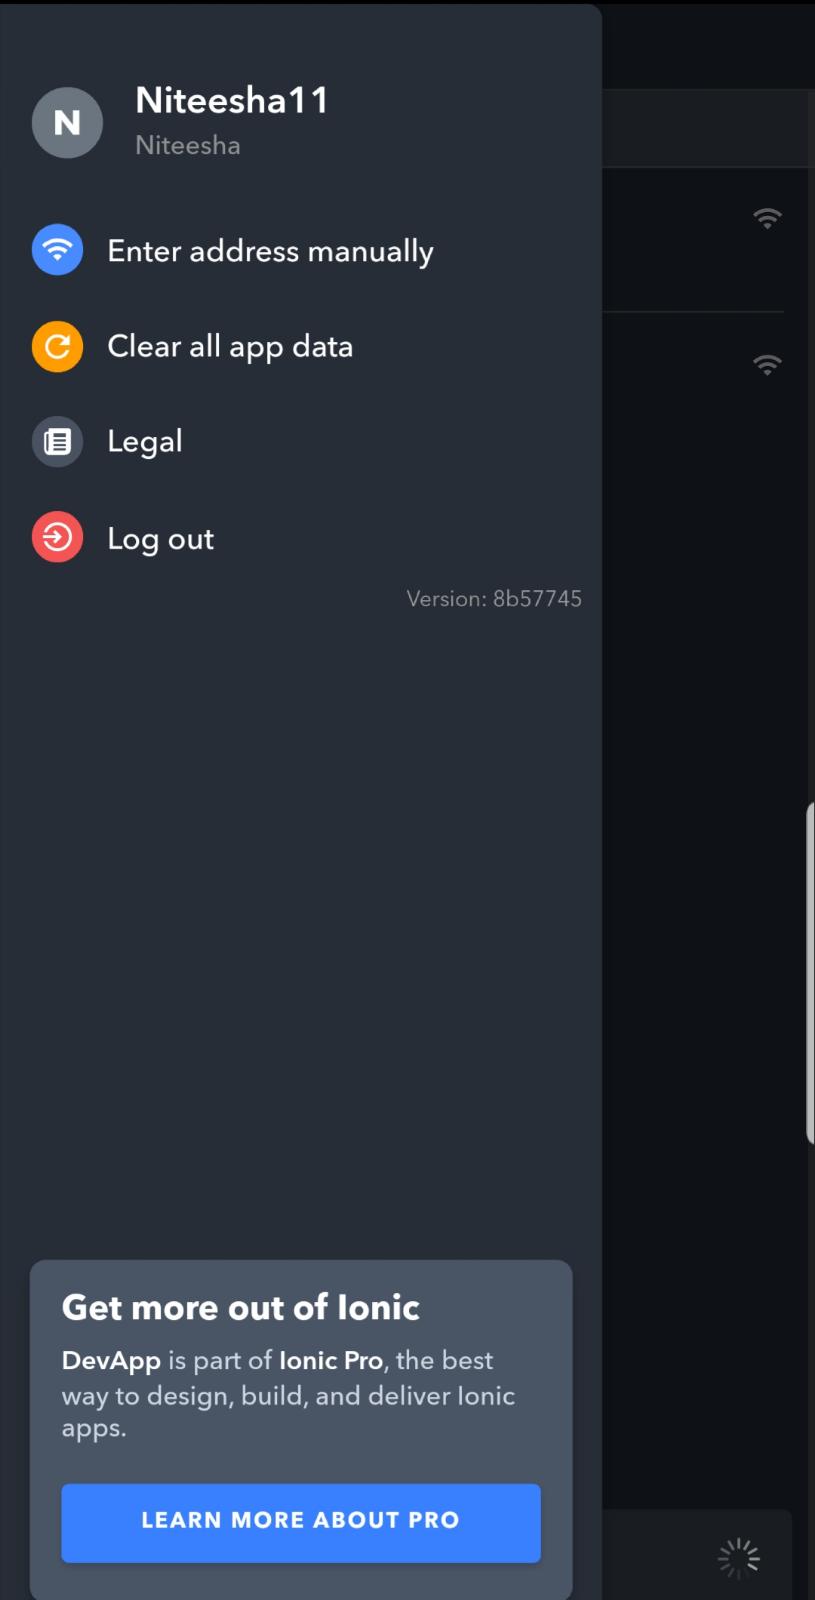 N
Niteesha11
Niteesha
Enter address manually
Clear all app data
Legal
Log out
Version: 8b57745
Get more out of Ionic
DevApp is part of Ionic Pro, the best
way to design, build, and deliver Ionic
apps.
LEARN MORE ABOUT PRO